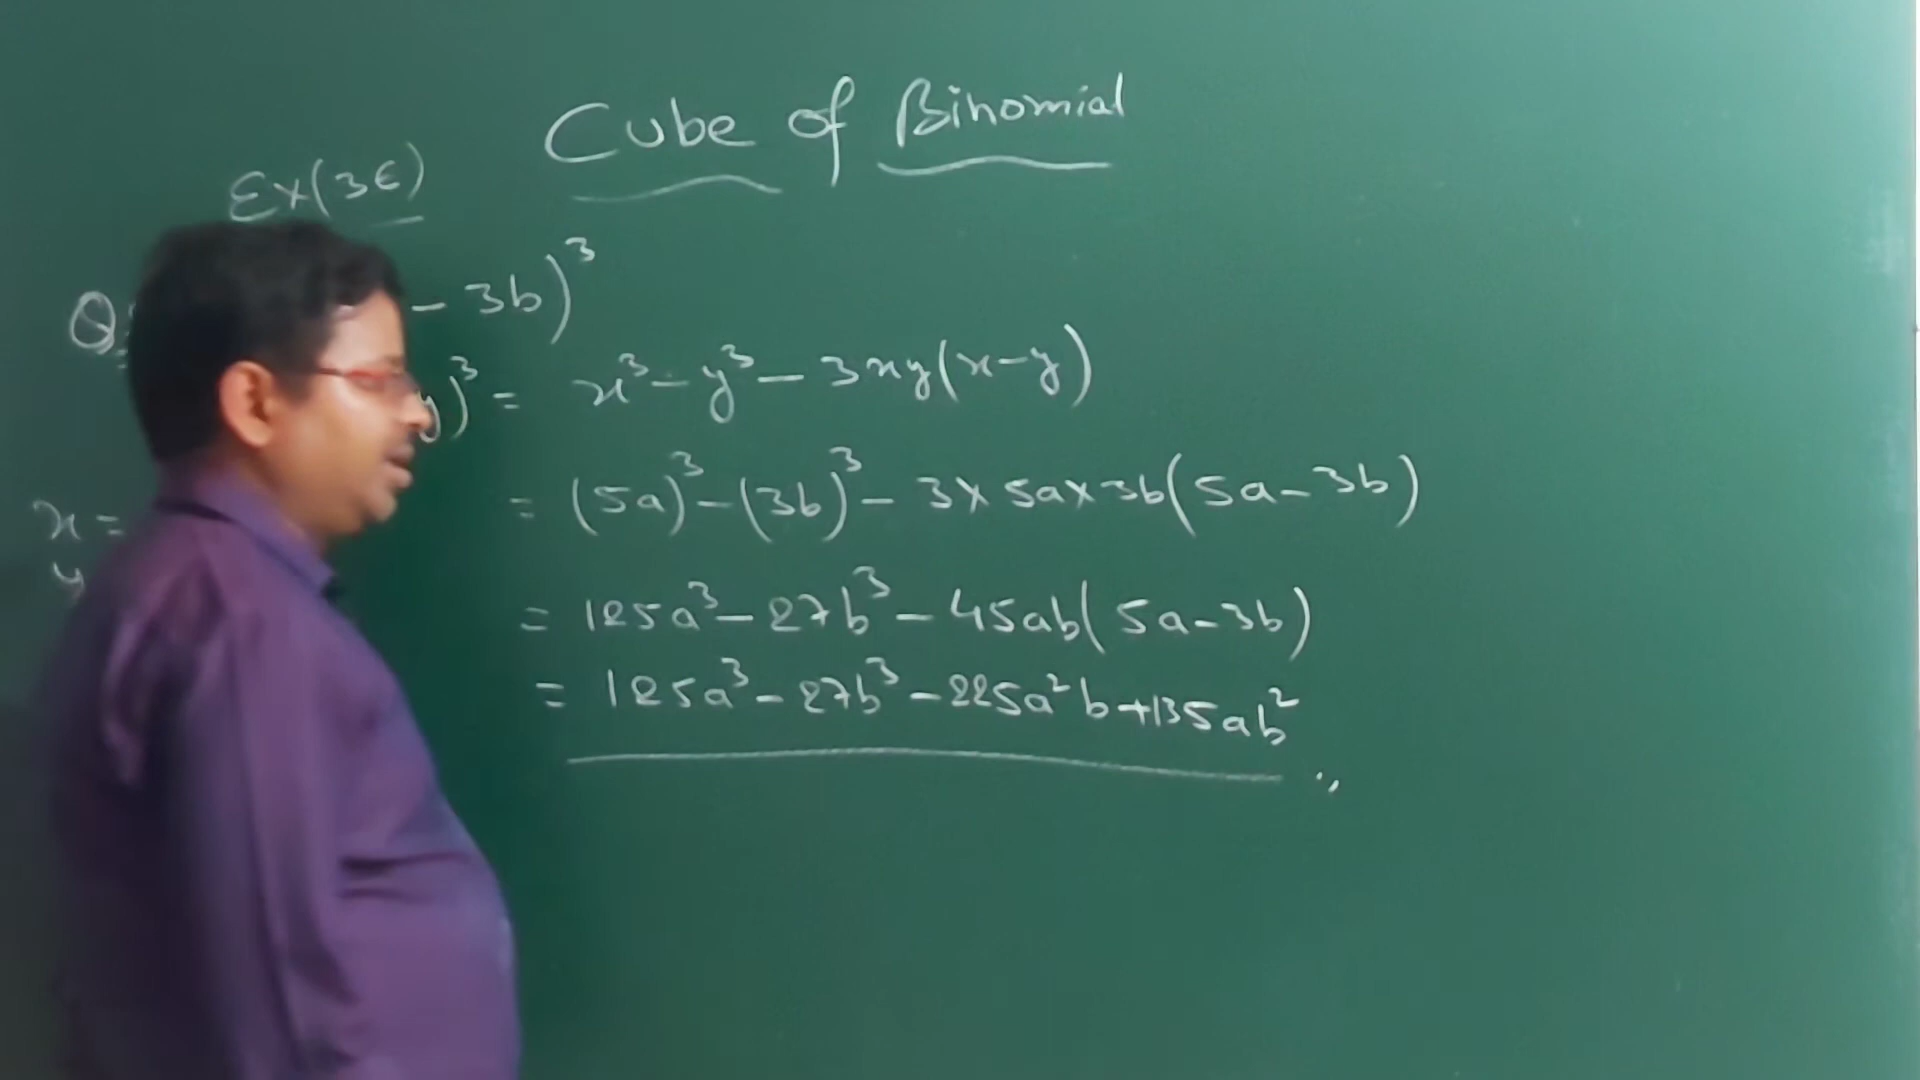 Cube of Binomial
Ex(3E)
Q - 3b)³
y)³ = x³ - y³ - 3xy(x-y)
x = = (5a)³ - (3b)³ - 3 × 5a × 3b(5a - 3b)
y
= 125a³ - 27b³ - 45ab(5a - 3b)
= 125a³ - 27b³ - 225a²b + 135ab²